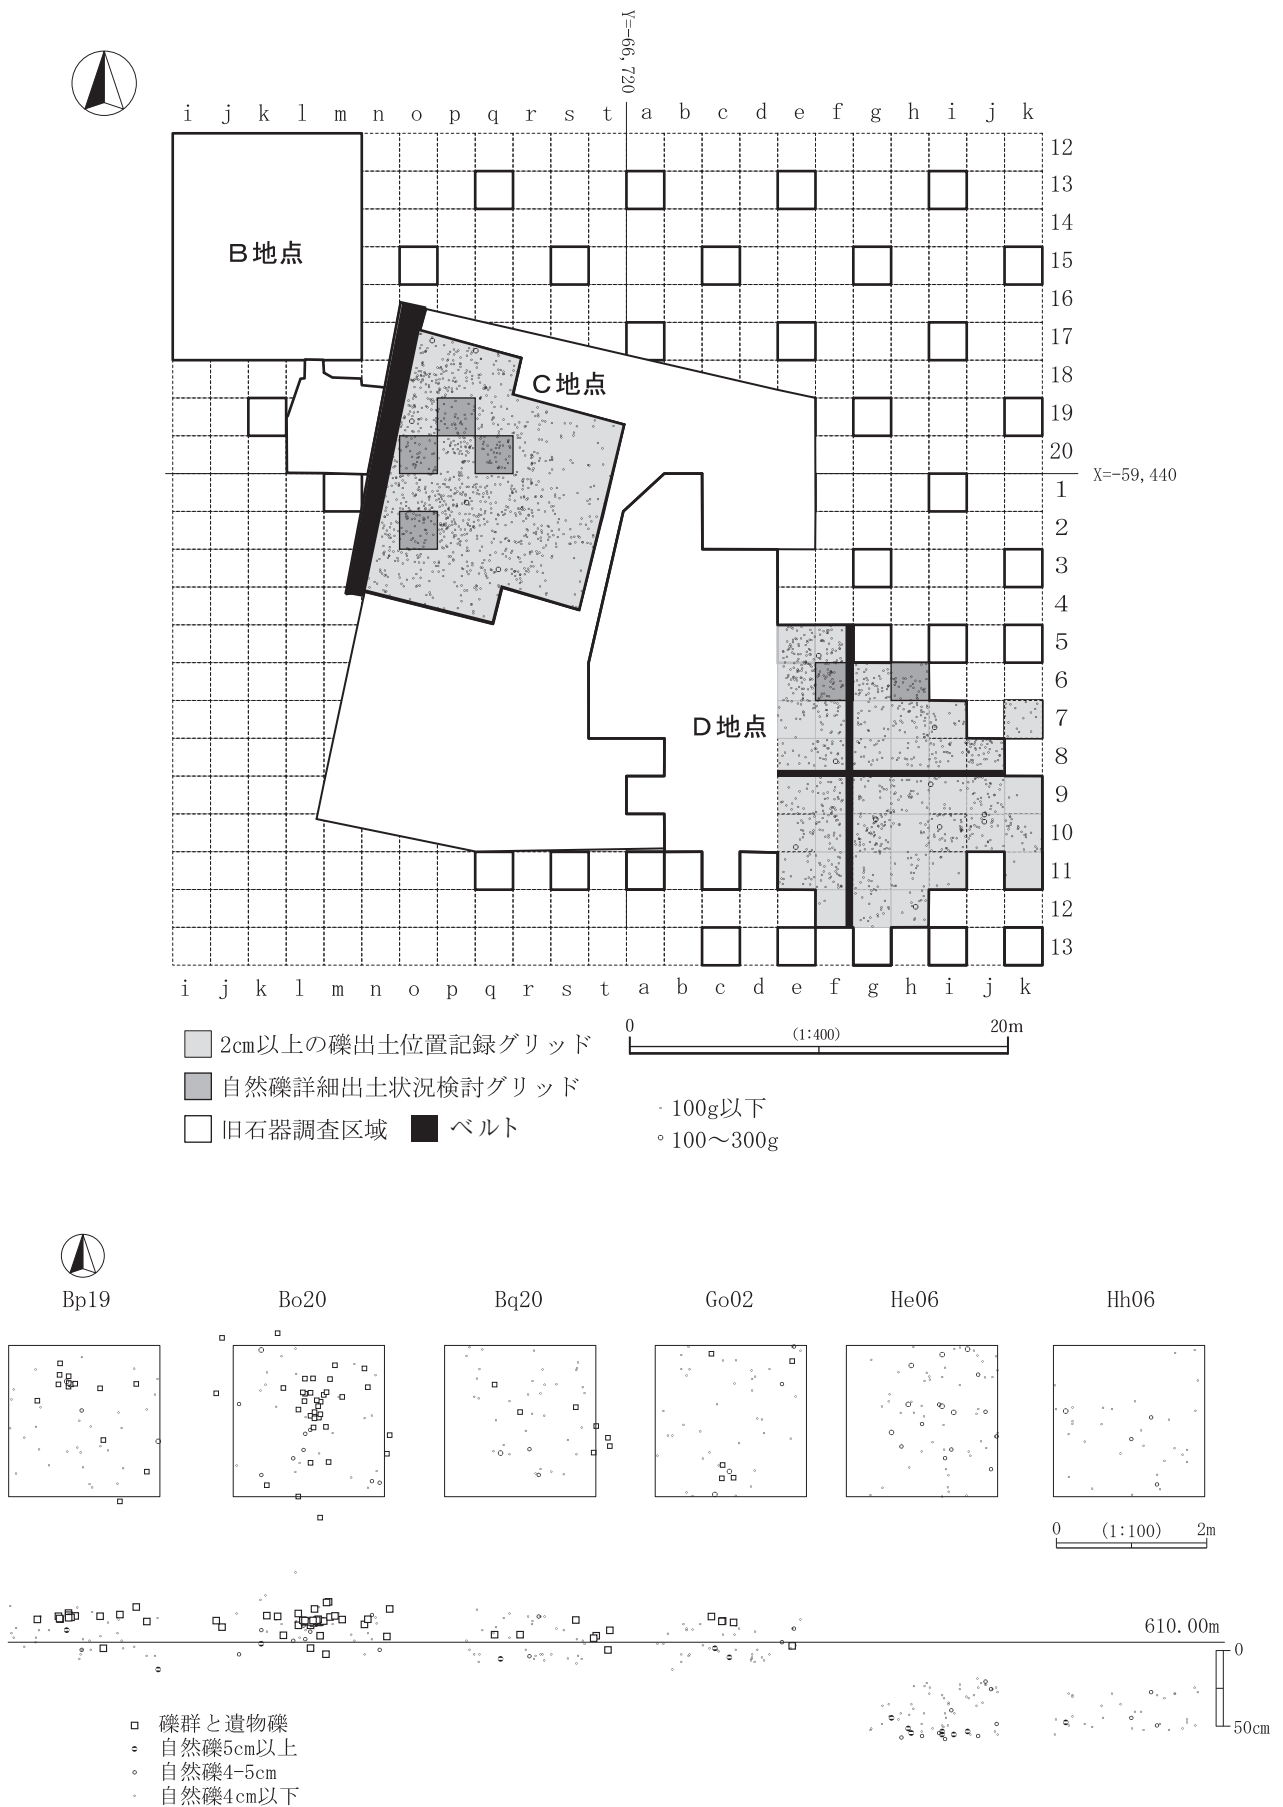 Y=-66,720
i j k l m n o p q r s t a b c d e f g h i j k
12
13
14
B地点
15
16
17
18
C地点
19
20
X=-59,440
1
2
3
4
5
6
7
D地点
8
9
10
11
12
13
i j k l m n o p q r s t a b c d e f g h i j k
2cm以上の礫出土位置記録グリッド
0 (1:400) 20m
自然礫詳細出土状況検討グリッド
旧石器調査区域 ベルト
100g以下
100～300g
Bp19 Bo20 Bq20 Go02 He06 Hh06
0 (1:100) 2m
610.00m
0
50cm
礫群と遺物礫
自然礫5cm以上
自然礫4-5cm
自然礫4cm以下